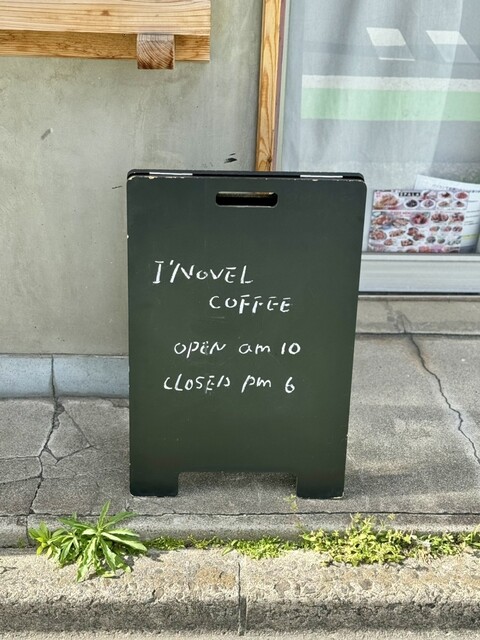 I'NOVEL
COFFEE
OPEN am 10
CLOSED pm 6